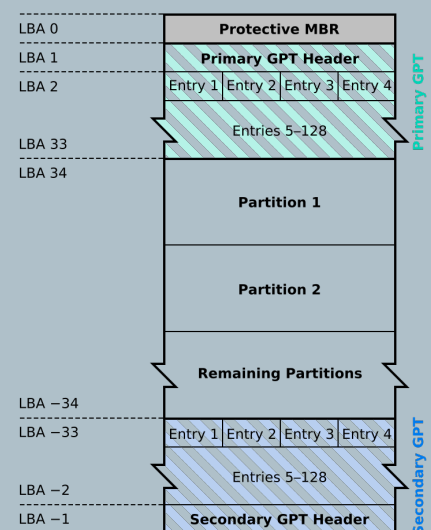 LBA 0
Protective MBR
LBA 1
Primary GPT Header
LBA 2
Entry 1
Entry 2
Entry 3
Entry 4
Entries 5–128
LBA 33
Primary GPT
LBA 34
Partition 1
Partition 2
Remaining Partitions
LBA −34
LBA −33
Entry 1
Entry 2
Entry 3
Entry 4
Entries 5–128
LBA −2
LBA −1
Secondary GPT Header
Secondary GPT